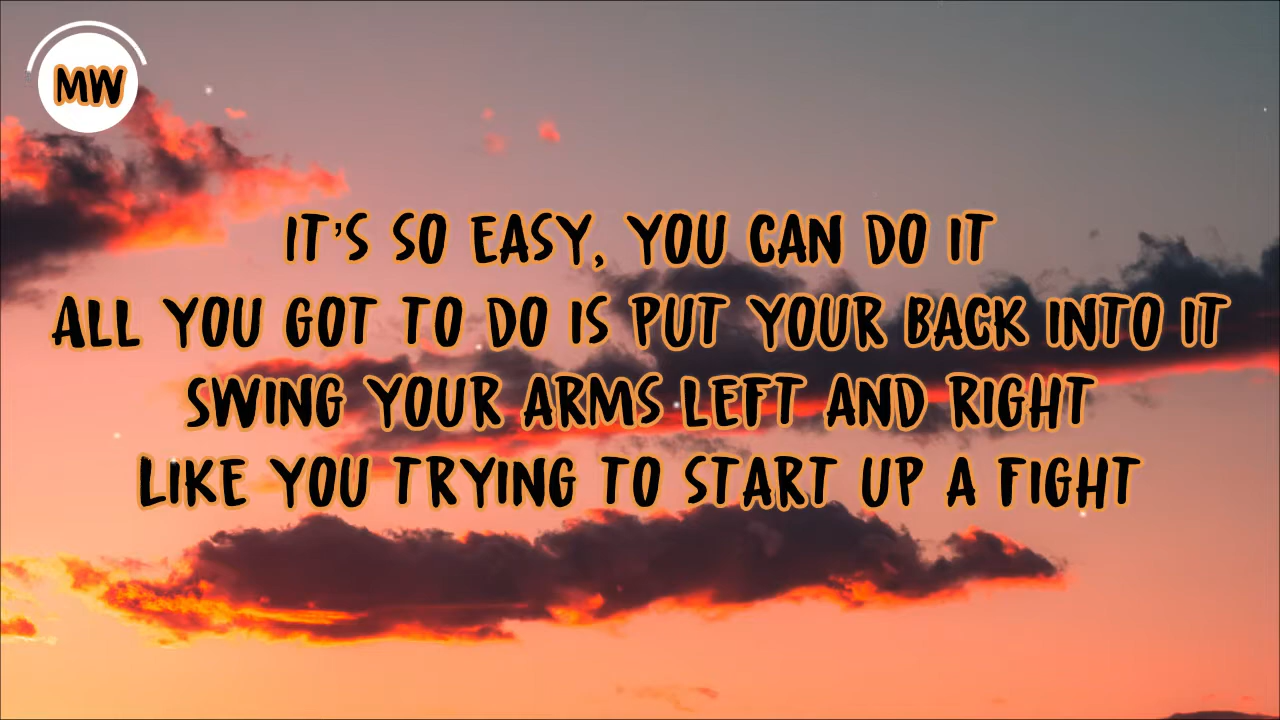 MW
IT'S SO EASY, YOU CAN DO IT
ALL YOU GOT TO DO IS PUT YOUR BACK INTO IT
SWING YOUR ARMS LEFT AND RIGHT
LIKE YOU TRYING TO START UP A FIGHT